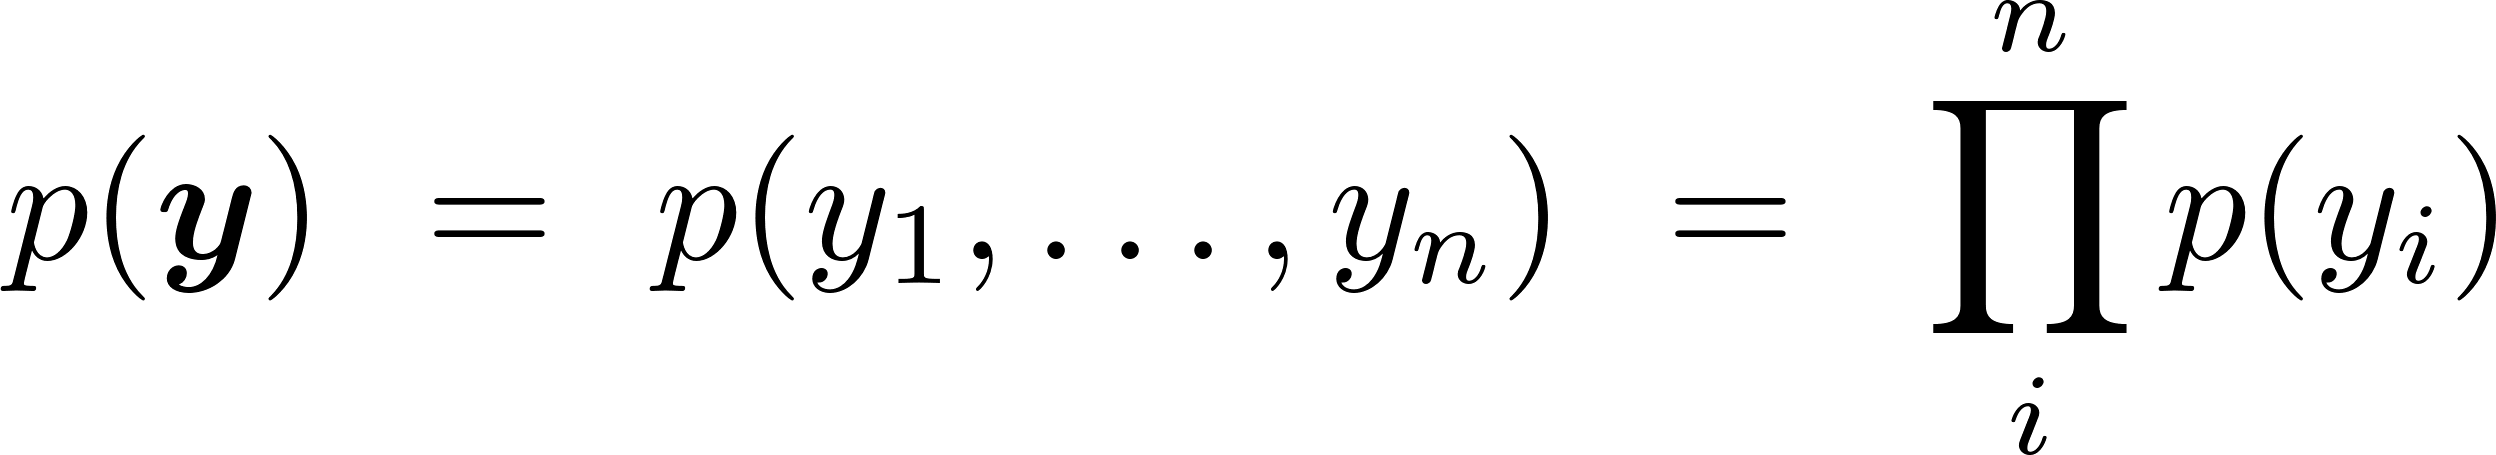 p(𝒚) = p(y₁, . . . , yₙ) = ∏ᵢⁿ p(yᵢ)